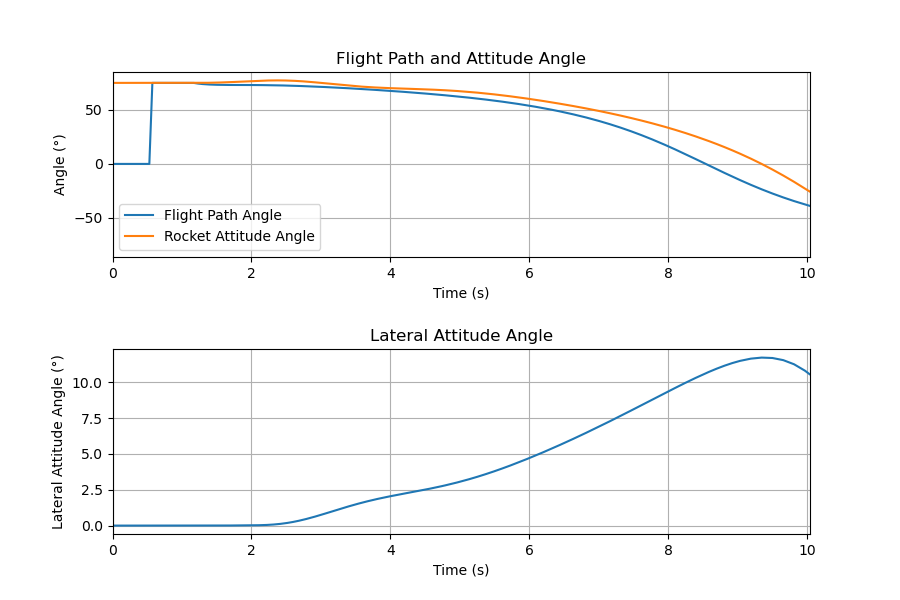 Flight Path and Attitude Angle
Angle (°)
50
0
−50
Flight Path Angle
Rocket Attitude Angle
0 2 4 6 8 10
Time (s)
Lateral Attitude Angle
Lateral Attitude Angle (°)
10.0
7.5
5.0
2.5
0.0
0 2 4 6 8 10
Time (s)